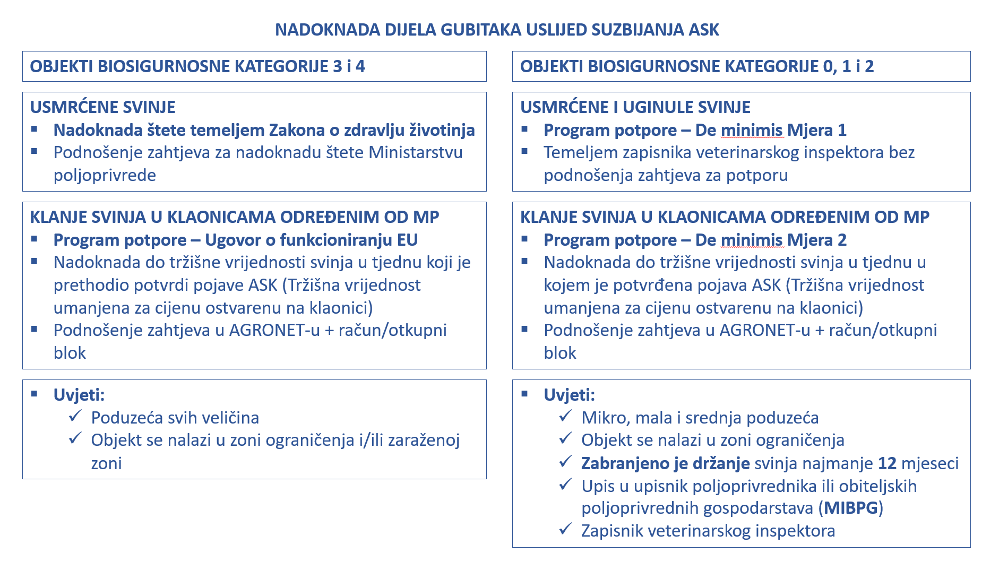 NADOKNADA DIJELA GUBITAKA USLIJED SUZBIJANJA ASK
OBJEKTI BIOSIGURNOSNE KATEGORIJE 3 i 4
USMRĆENE SVINJE
▪ Nadoknada štete temeljem Zakona o zdravlju životinja
▪ Podnošenje zahtjeva za nadoknadu štete Ministarstvu
poljoprivrede
KLANJE SVINJA U KLAONICAMA ODREĐENIM OD MP
▪ Program potpore – Ugovor o funkcioniranju EU
▪ Nadoknada do tržišne vrijednosti svinja u tjednu koji je
prethodio potvrdi pojave ASK (Tržišna vrijednost
umanjena za cijenu ostvarenu na klaonici)
▪ Podnošenje zahtjeva u AGRONET-u + račun/otkupni
blok
▪ Uvjeti:
✓ Poduzeća svih veličina
✓ Objekt se nalazi u zoni ograničenja i/ili zaraženoj
zoni
OBJEKTI BIOSIGURNOSNE KATEGORIJE 0, 1 i 2
USMRĆENE I UGINULE SVINJE
▪ Program potpore – De minimis Mjera 1
▪ Temeljem zapisnika veterinarskog inspektora bez
podnošenja zahtjeva za potporu
KLANJE SVINJA U KLAONICAMA ODREĐENIM OD MP
▪ Program potpore – De minimis Mjera 2
▪ Nadoknada do tržišne vrijednosti svinja u tjednu u
kojem je potvrđena pojava ASK (Tržišna vrijednost
umanjena za cijenu ostvarenu na klaonici)
▪ Podnošenje zahtjeva u AGRONET-u + račun/otkupni
blok
▪ Uvjeti:
✓ Mikro, mala i srednja poduzeća
✓ Objekt se nalazi u zoni ograničenja
✓ Zabranjeno je držanje svinja najmanje 12 mjeseci
✓ Upis u upisnik poljoprivrednika ili obiteljskih
poljoprivrednih gospodarstava (MIBPG)
✓ Zapisnik veterinarskog inspektora